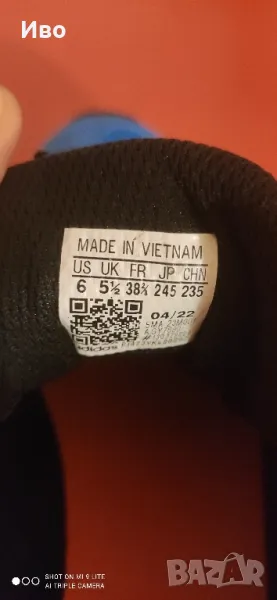 Иво
MADE IN VIETNAM
US UK FR JP CHN
6 5½ 38⅔ 245 235
04/22
adidas
SHOT ON MI 9 LITE
AI TRIPLE CAMERA
BAZAR